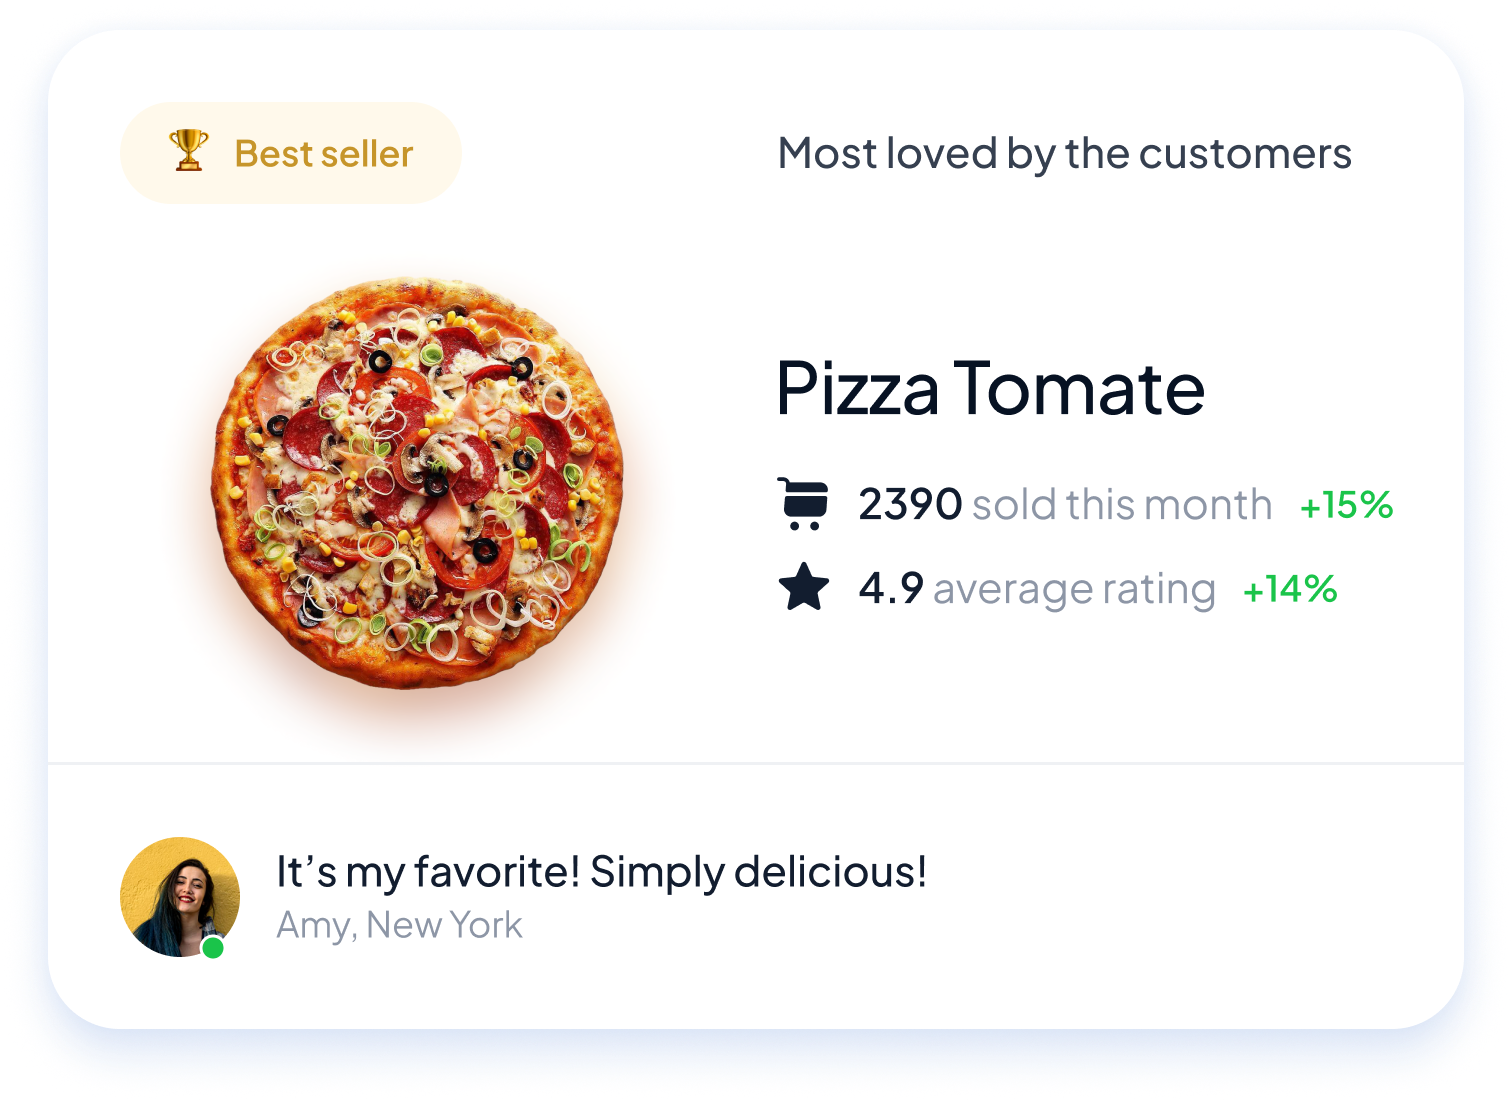 Best seller
Most loved by the customers
Pizza Tomate
2390 sold this month +15%
4.9 average rating +14%
It’s my favorite! Simply delicious!
Amy, New York